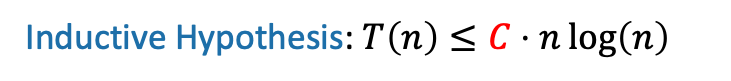 Inductive Hypothesis: T(n) ≤ C · n log(n)